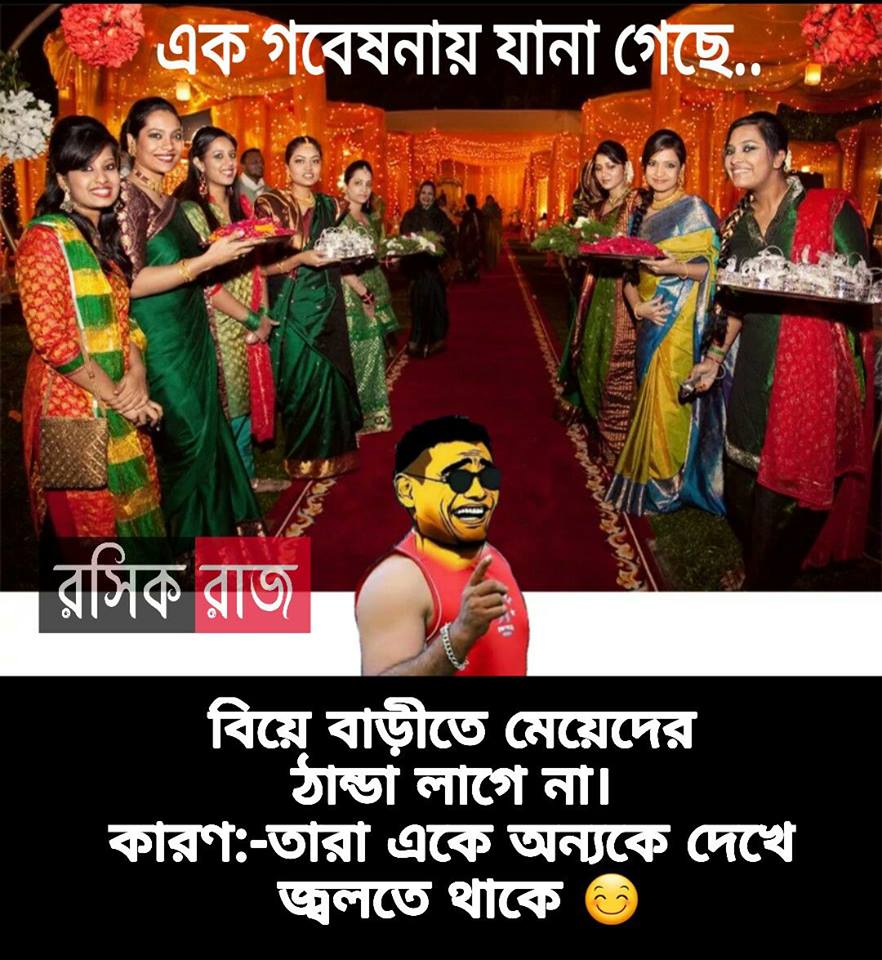 এক গবেষনায় যানা গেছে..
রসিক রাজ
বিয়ে বাড়ীতে মেয়েদের
ঠান্ডা লাগে না।
কারণ:-তারা একে অন্যকে দেখে
জ্বলতে থাকে 😊